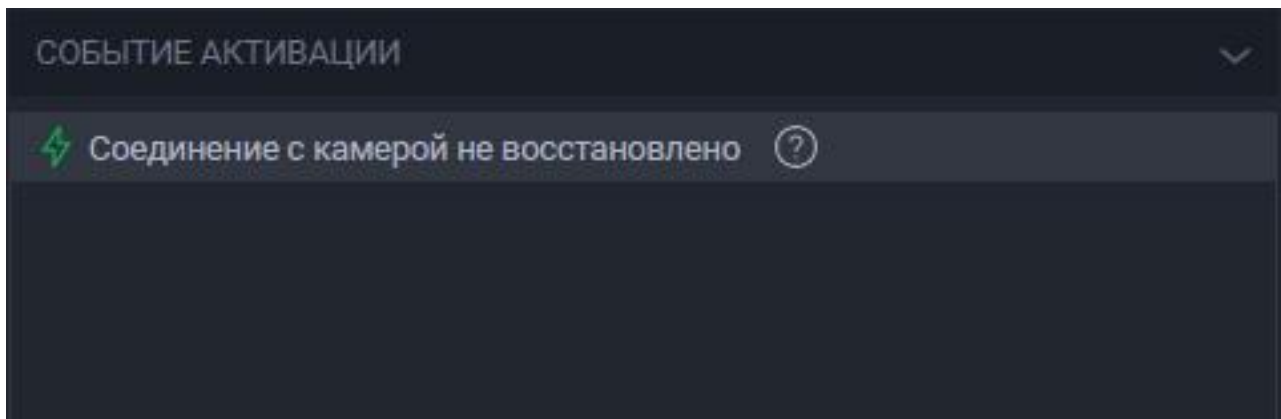 СОБЫТИЕ АКТИВАЦИИ
Соединение с камерой не восстановлено ?